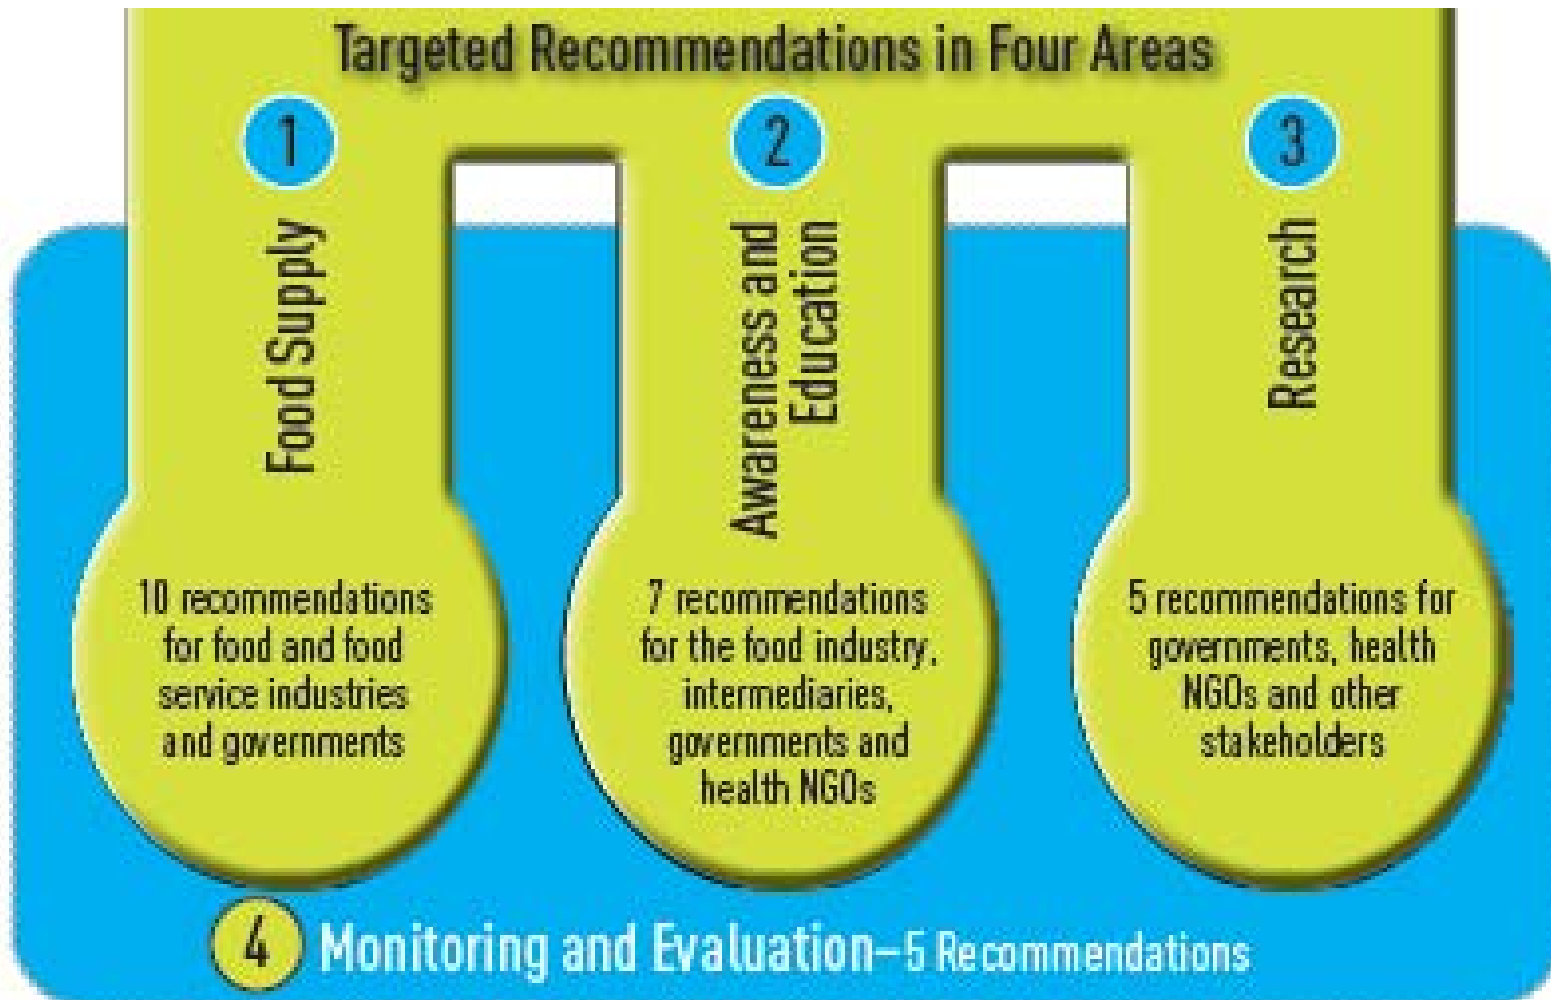 Targeted Recommendations in Four Areas
1
Food Supply
10 recommendations
for food and food
service industries
and governments
2
Awareness and
Education
7 recommendations
for the food industry,
intermediaries,
governments and
health NGOs
3
Research
5 recommendations for
governments, health
NGOs and other
stakeholders
4 Monitoring and Evaluation–5 Recommendations